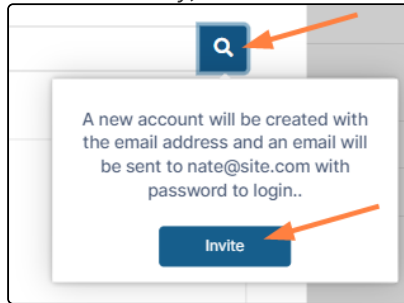 A new account will be created with
the email address and an email will
be sent to nate@site.com with
password to login..
Invite